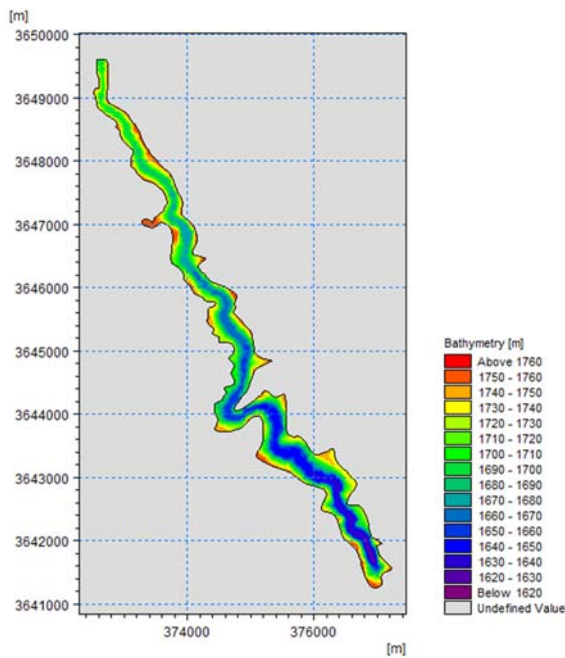 [m]
3650000
3649000
3648000
3647000
3646000
3645000
3644000
3643000
3642000
3641000
374000
376000
[m]
Bathymetry [m]
Above 1760
1750 - 1760
1740 - 1750
1730 - 1740
1720 - 1730
1710 - 1720
1700 - 1710
1690 - 1700
1680 - 1690
1670 - 1680
1660 - 1670
1650 - 1660
1640 - 1650
1630 - 1640
1620 - 1630
Below 1620
Undefined Value